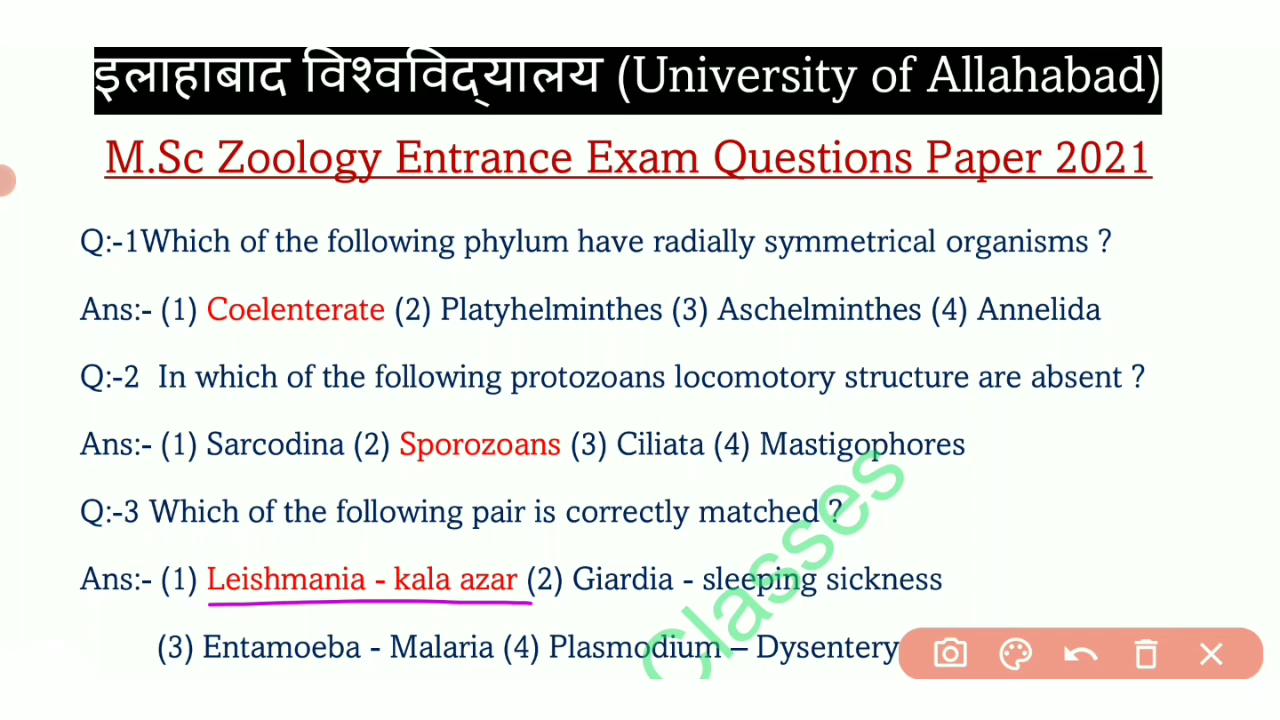 इलाहाबाद विश्वविद्यालय (University of Allahabad)
M.Sc Zoology Entrance Exam Questions Paper 2021
Q:-1Which of the following phylum have radially symmetrical organisms ?
Ans:- (1) Coelenterate (2) Platyhelminthes (3) Aschelminthes (4) Annelida
Q:-2 In which of the following protozoans locomotory structure are absent ?
Ans:- (1) Sarcodina (2) Sporozoans (3) Ciliata (4) Mastigophores
Q:-3 Which of the following pair is correctly matched ?
Ans:- (1) Leishmania - kala azar (2) Giardia - sleeping sickness
(3) Entamoeba - Malaria (4) Plasmodium – Dysentery
Classes